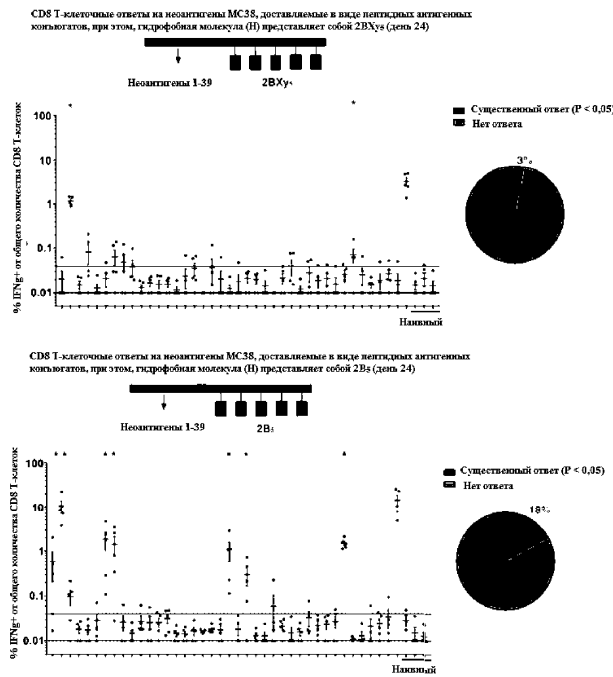 CD8 Т-клеточные ответы на неоантигены MC38, доставляемые в виде пептидных антигенных
конъюгатов, при этом, гидрофобная молекула (H) представляет собой 2BXy₅ (день 24)
Неоантигены 1-39
2BXy₅
Существенный ответ (P < 0,05)
Нет ответа
3%
% IFNg+ от общего количества CD8 Т-клеток
100
10
1
0.1
0.01
Наивный
CD8 Т-клеточные ответы на неоантигены MC38, доставляемые в виде пептидных антигенных
конъюгатов, при этом, гидрофобная молекула (H) представляет собой 2B₅ (день 24)
Неоантигены 1-39
2B₅
Существенный ответ (P < 0,05)
Нет ответа
18%
% IFNg+ от общего количества CD8 Т-клеток
100
10
1
0.1
0.01
Наивный